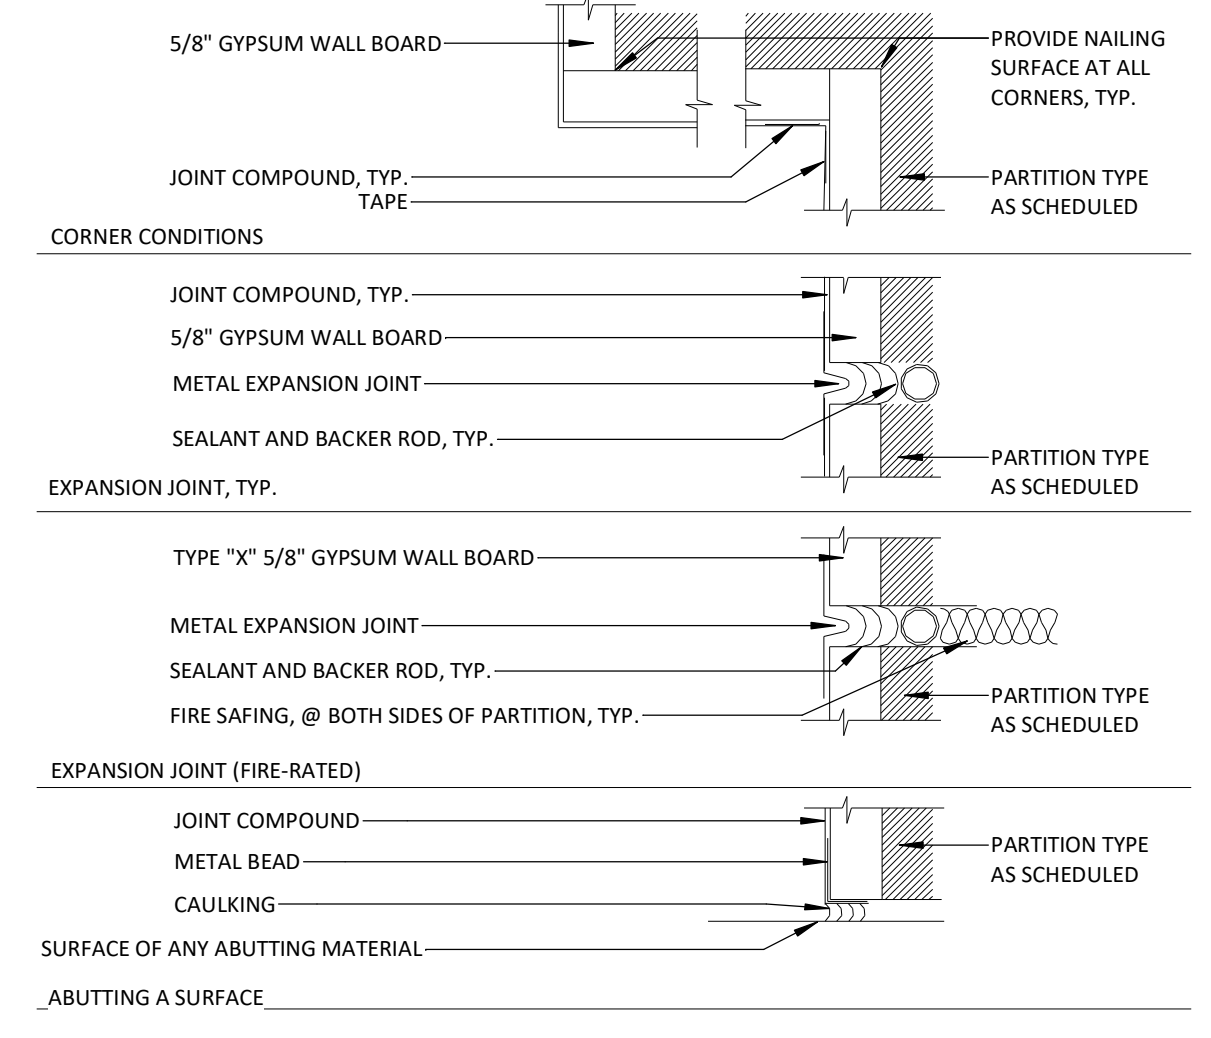 5/8" GYPSUM WALL BOARD
PROVIDE NAILING
SURFACE AT ALL
CORNERS, TYP.
JOINT COMPOUND, TYP.
TAPE
PARTITION TYPE
AS SCHEDULED
CORNER CONDITIONS
JOINT COMPOUND, TYP.
5/8" GYPSUM WALL BOARD
METAL EXPANSION JOINT
SEALANT AND BACKER ROD, TYP.
PARTITION TYPE
AS SCHEDULED
EXPANSION JOINT, TYP.
TYPE "X" 5/8" GYPSUM WALL BOARD
METAL EXPANSION JOINT
SEALANT AND BACKER ROD, TYP.
FIRE SAFING, @ BOTH SIDES OF PARTITION, TYP.
PARTITION TYPE
AS SCHEDULED
EXPANSION JOINT (FIRE-RATED)
JOINT COMPOUND
METAL BEAD
CAULKING
PARTITION TYPE
AS SCHEDULED
SURFACE OF ANY ABUTTING MATERIAL
ABUTTING A SURFACE